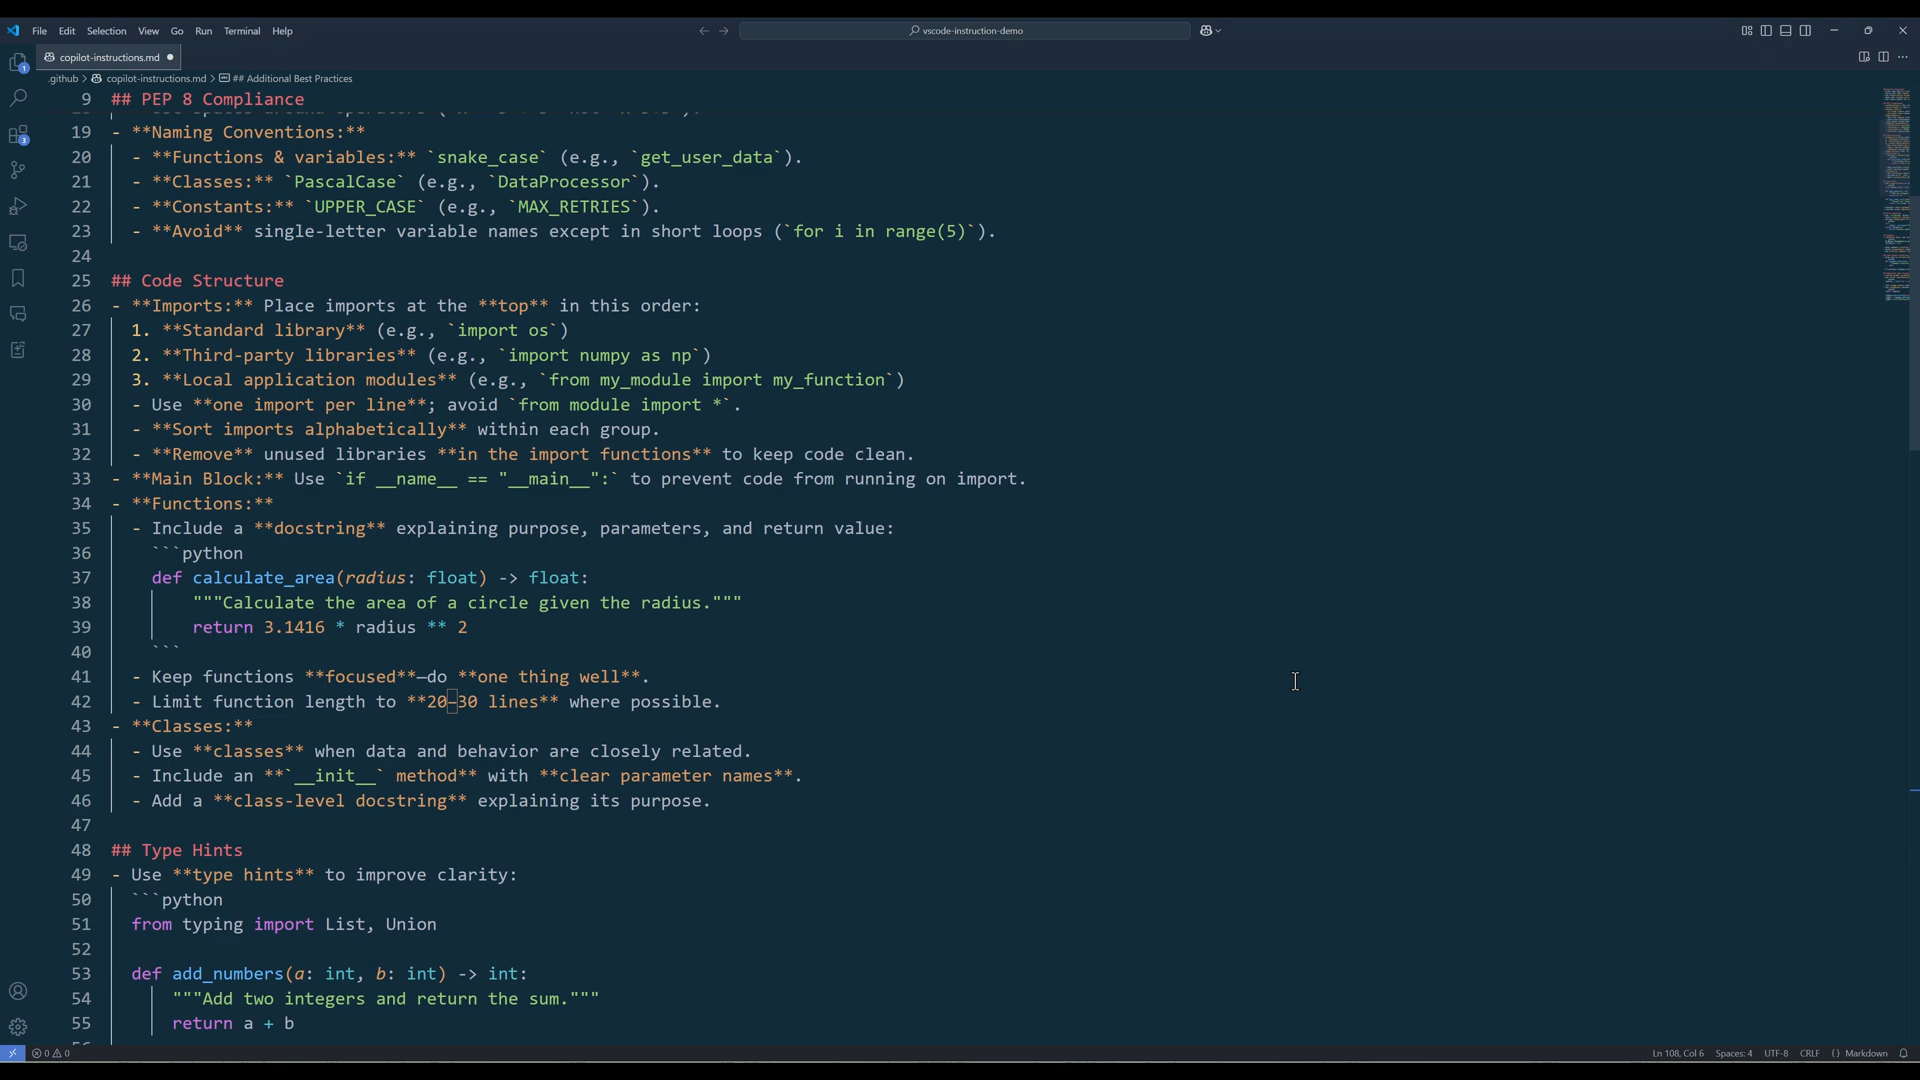 File Edit Selection View Go Run Terminal Help
vscode-instruction-demo
copilot-instructions.md
.github > copilot-instructions.md > ## Additional Best Practices
9 ## PEP 8 Compliance
19 - **Naming Conventions:**
20 - **Functions & variables:** `snake_case` (e.g., `get_user_data`).
21 - **Classes:** `PascalCase` (e.g., `DataProcessor`).
22 - **Constants:** `UPPER_CASE` (e.g., `MAX_RETRIES`).
23 - **Avoid** single-letter variable names except in short loops (`for i in range(5)`).
24
25 ## Code Structure
26 - **Imports:** Place imports at the **top** in this order:
27 1. **Standard library** (e.g., `import os`)
28 2. **Third-party libraries** (e.g., `import numpy as np`)
29 3. **Local application modules** (e.g., `from my_module import my_function`)
30 - Use **one import per line**; avoid `from module import *`.
31 - **Sort imports alphabetically** within each group.
32 - **Remove** unused libraries **in the import functions** to keep code clean.
33 - **Main Block:** Use `if __name__ == "__main__":` to prevent code from running on import.
34 - **Functions:**
35 - Include a **docstring** explaining purpose, parameters, and return value:
36 ```python
37 def calculate_area(radius: float) -> float:
38 """Calculate the area of a circle given the radius."""
39 return 3.1416 * radius ** 2
40 ```
41 - Keep functions **focused**—do **one thing well**.
42 - Limit function length to **20–30 lines** where possible.
43 - **Classes:**
44 - Use **classes** when data and behavior are closely related.
45 - Include an **`__init__` method** with **clear parameter names**.
46 - Add a **class-level docstring** explaining its purpose.
47
48 ## Type Hints
49 - Use **type hints** to improve clarity:
50 ```python
51 from typing import List, Union
52
53 def add_numbers(a: int, b: int) -> int:
54 """Add two integers and return the sum."""
55 return a + b
0 0 Ln 108, Col 6 Spaces: 4 UTF-8 CRLF {} Markdown